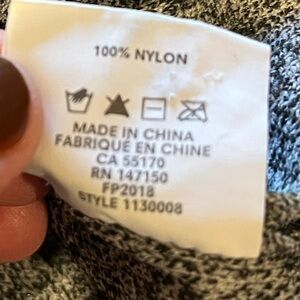 100% NYLON
MADE IN CHINA
FABRIQUÉ EN CHINE
CA 55170
RN 147150
FP2018
STYLE 1130008